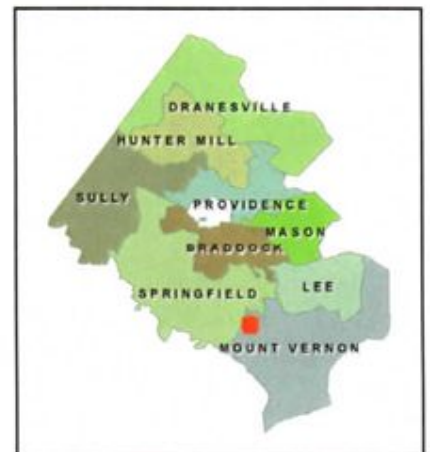 DRANESVILLE
HUNTER MILL
SULLY
PROVIDENCE
MASON
BRADDOCK
LEE
SPRINGFIELD
MOUNT VERNON